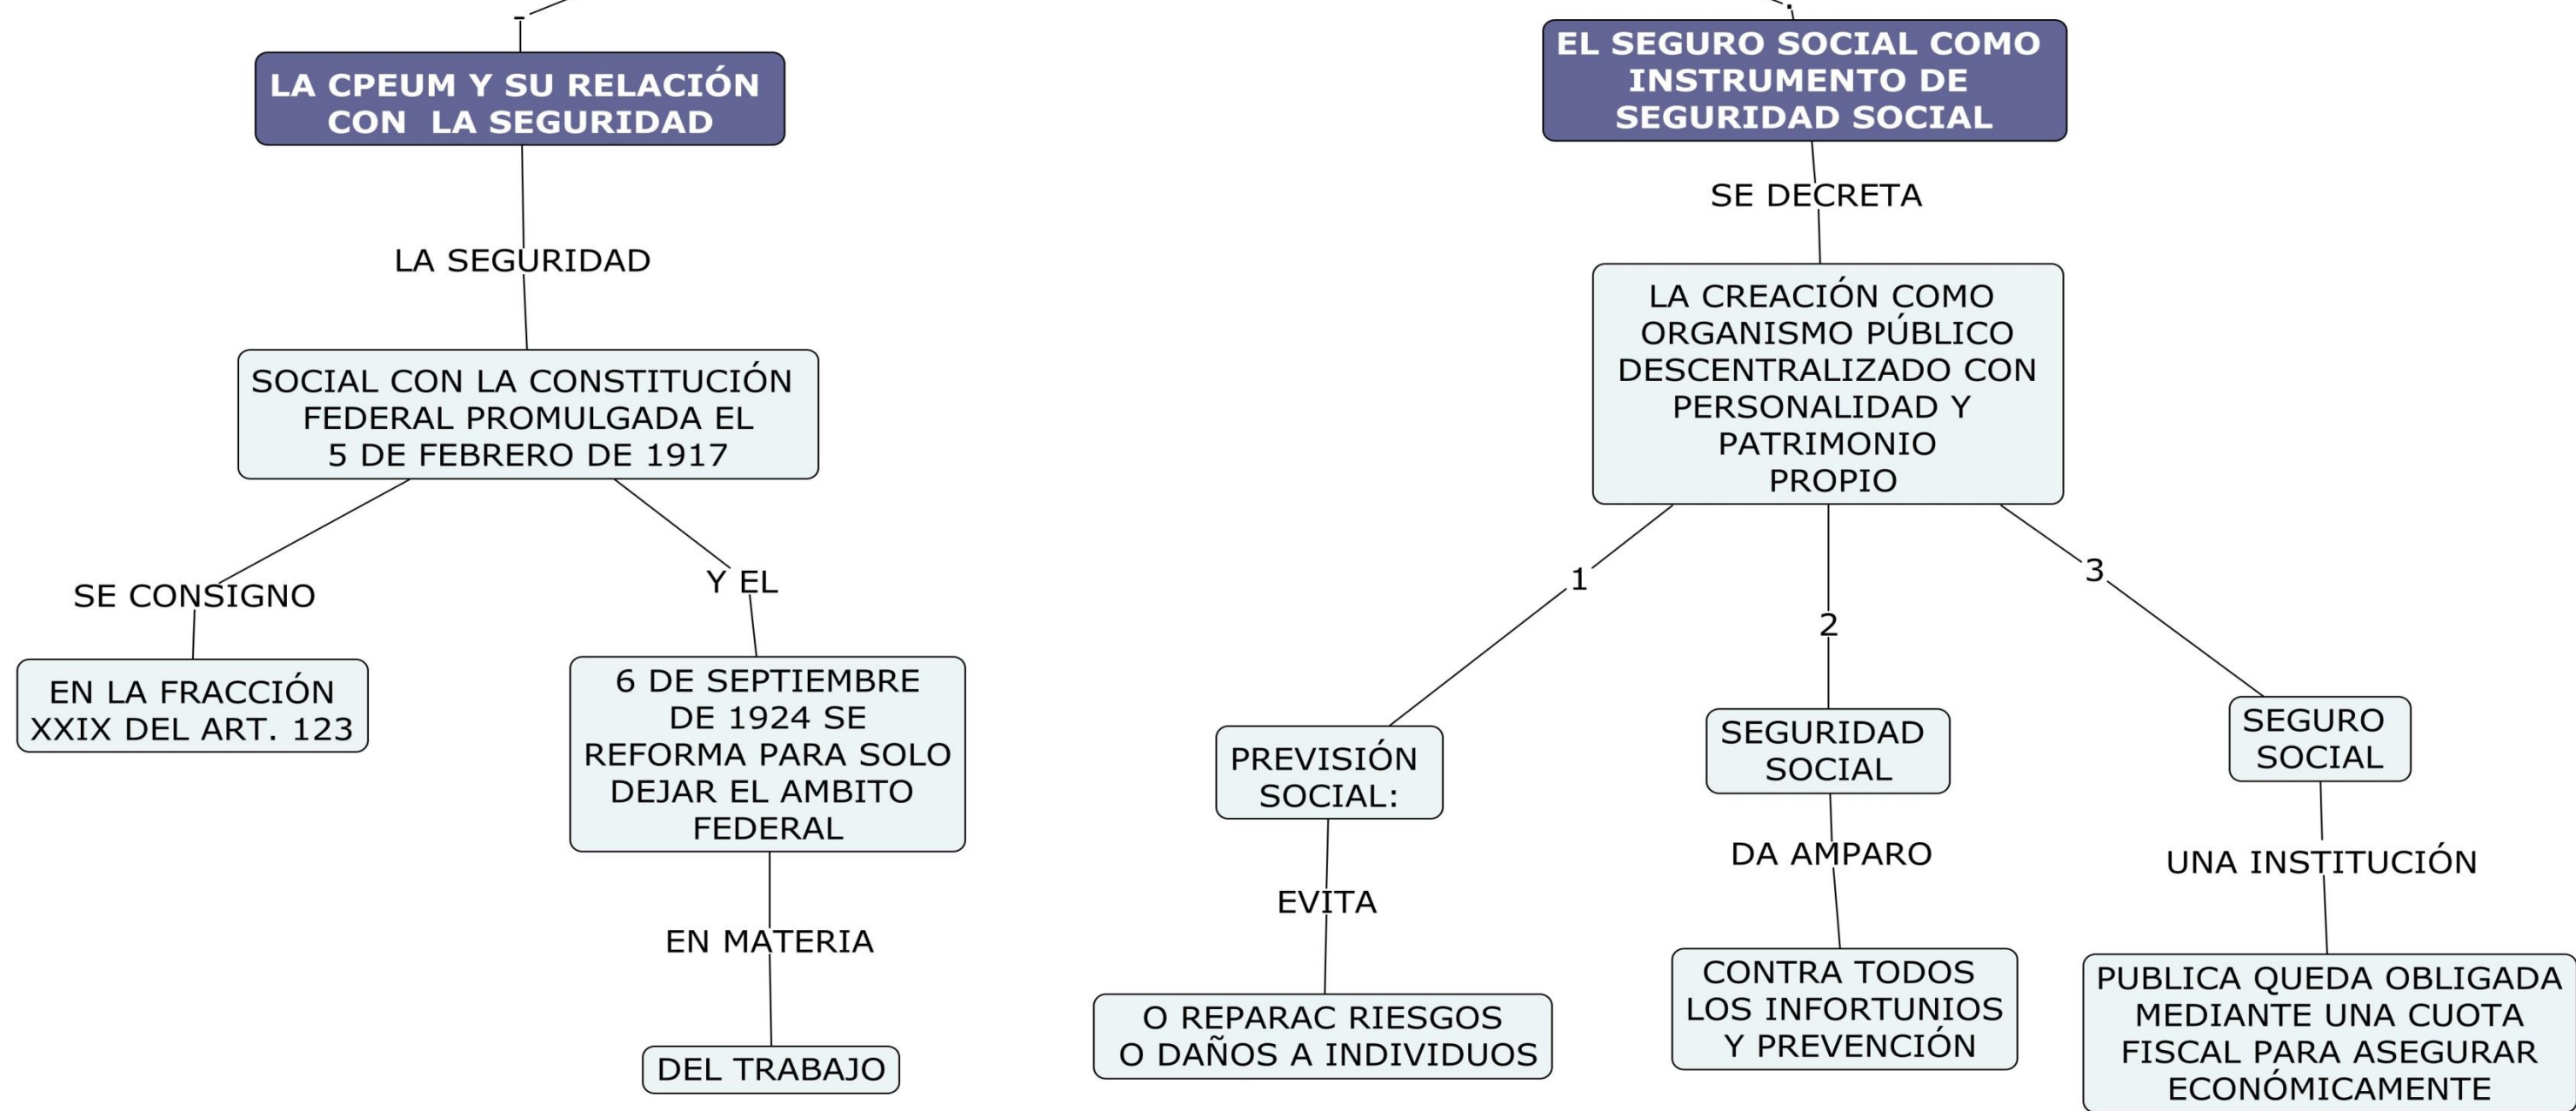 -
LA CPEUM Y SU RELACIÓN
CON LA SEGURIDAD
LA SEGURIDAD
SOCIAL CON LA CONSTITUCIÓN
FEDERAL PROMULGADA EL
5 DE FEBRERO DE 1917
SE CONSIGNO
EN LA FRACCIÓN
XXIX DEL ART. 123
Y EL
6 DE SEPTIEMBRE
DE 1924 SE
REFORMA PARA SOLO
DEJAR EL AMBITO
FEDERAL
EN MATERIA
DEL TRABAJO
.
EL SEGURO SOCIAL COMO
INSTRUMENTO DE
SEGURIDAD SOCIAL
SE DECRETA
LA CREACIÓN COMO
ORGANISMO PÚBLICO
DESCENTRALIZADO CON
PERSONALIDAD Y
PATRIMONIO
PROPIO
1
PREVISIÓN
SOCIAL:
EVITA
O REPARAC RIESGOS
O DAÑOS A INDIVIDUOS
2
SEGURIDAD
SOCIAL
DA AMPARO
CONTRA TODOS
LOS INFORTUNIOS
Y PREVENCIÓN
3
SEGURO
SOCIAL
UNA INSTITUCIÓN
PUBLICA QUEDA OBLIGADA
MEDIANTE UNA CUOTA
FISCAL PARA ASEGURAR
ECONÓMICAMENTE